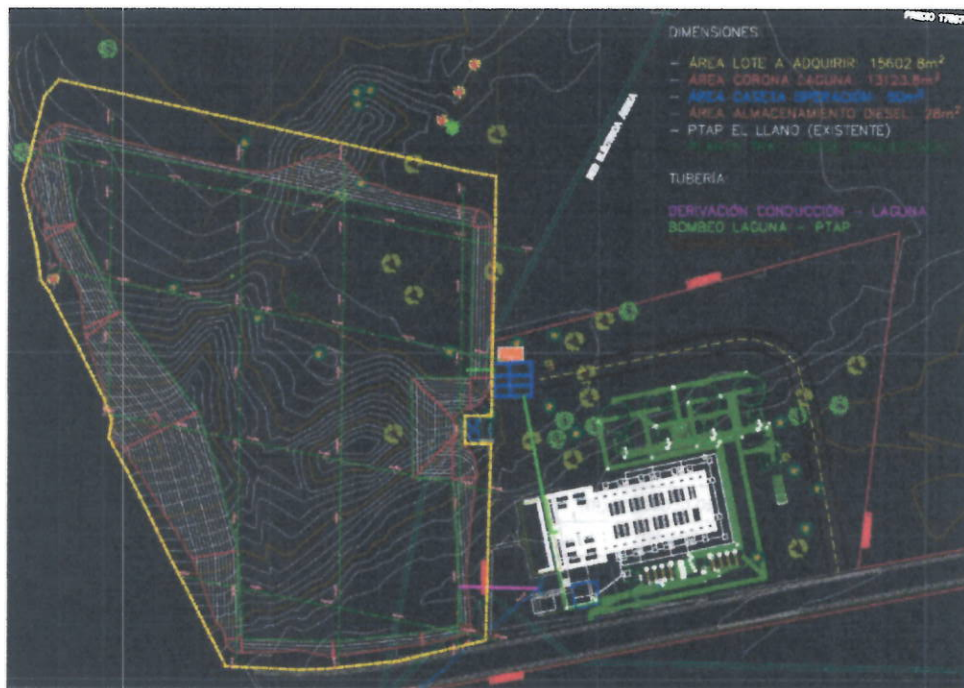 PREDIO
DIMENSIONES:
- ÁREA LOTE A ADQUIRIR: 15602.8m²
- ÁREA CORONA LAGUNA: 13123.8m²
- ÁREA CASETA OPERACIÓN:
- ÁREA ALMACENAMIENTO DIESEL: 28m²
- PTAP EL LLANO (EXISTENTE)
TUBERÍA:
DERIVACIÓN CONDUCCIÓN - LAGUNA
BOMBEO LAGUNA - PTAP
RED ELÉCTRICA AÉREA